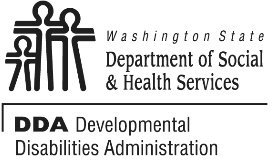 Washington State
Department of Social
& Health Services
DDA Developmental
Disabilities Administration